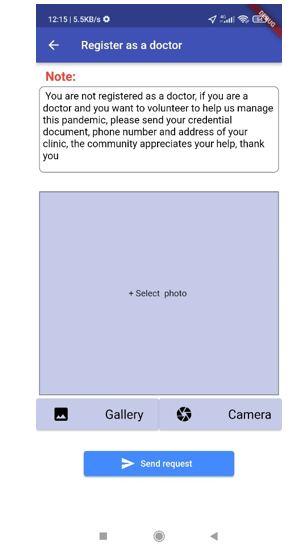 12:15 | 5.5KB/s
DEBUG
Register as a doctor
Note:
You are not registered as a doctor, if you are a
doctor and you want to volunteer to help us manage
this pandemic, please send your credential
document, phone number and address of your
clinic, the community appreciates your help, thank
you
+ Select photo
Gallery Camera
Send request